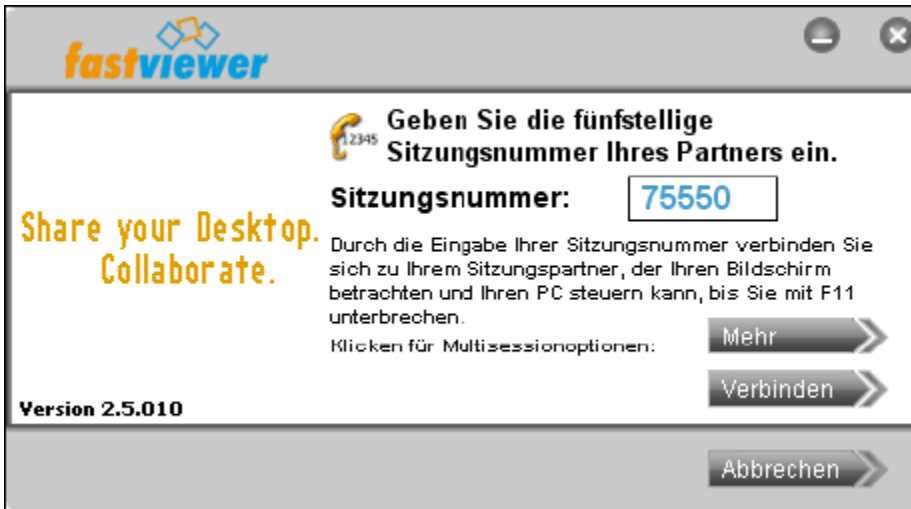 fastviewer
12345
Geben Sie die fünfstellige
Sitzungsnummer Ihres Partners ein.
Sitzungsnummer: 75550
Share your Desktop.
Collaborate.
Durch die Eingabe Ihrer Sitzungsnummer verbinden Sie
sich zu Ihrem Sitzungspartner, der Ihren Bildschirm
betrachten und Ihren PC steuern kann, bis Sie mit F11
unterbrechen.
Klicken für Multisessionoptionen:
Mehr
Verbinden
Version 2.5.010
Abbrechen